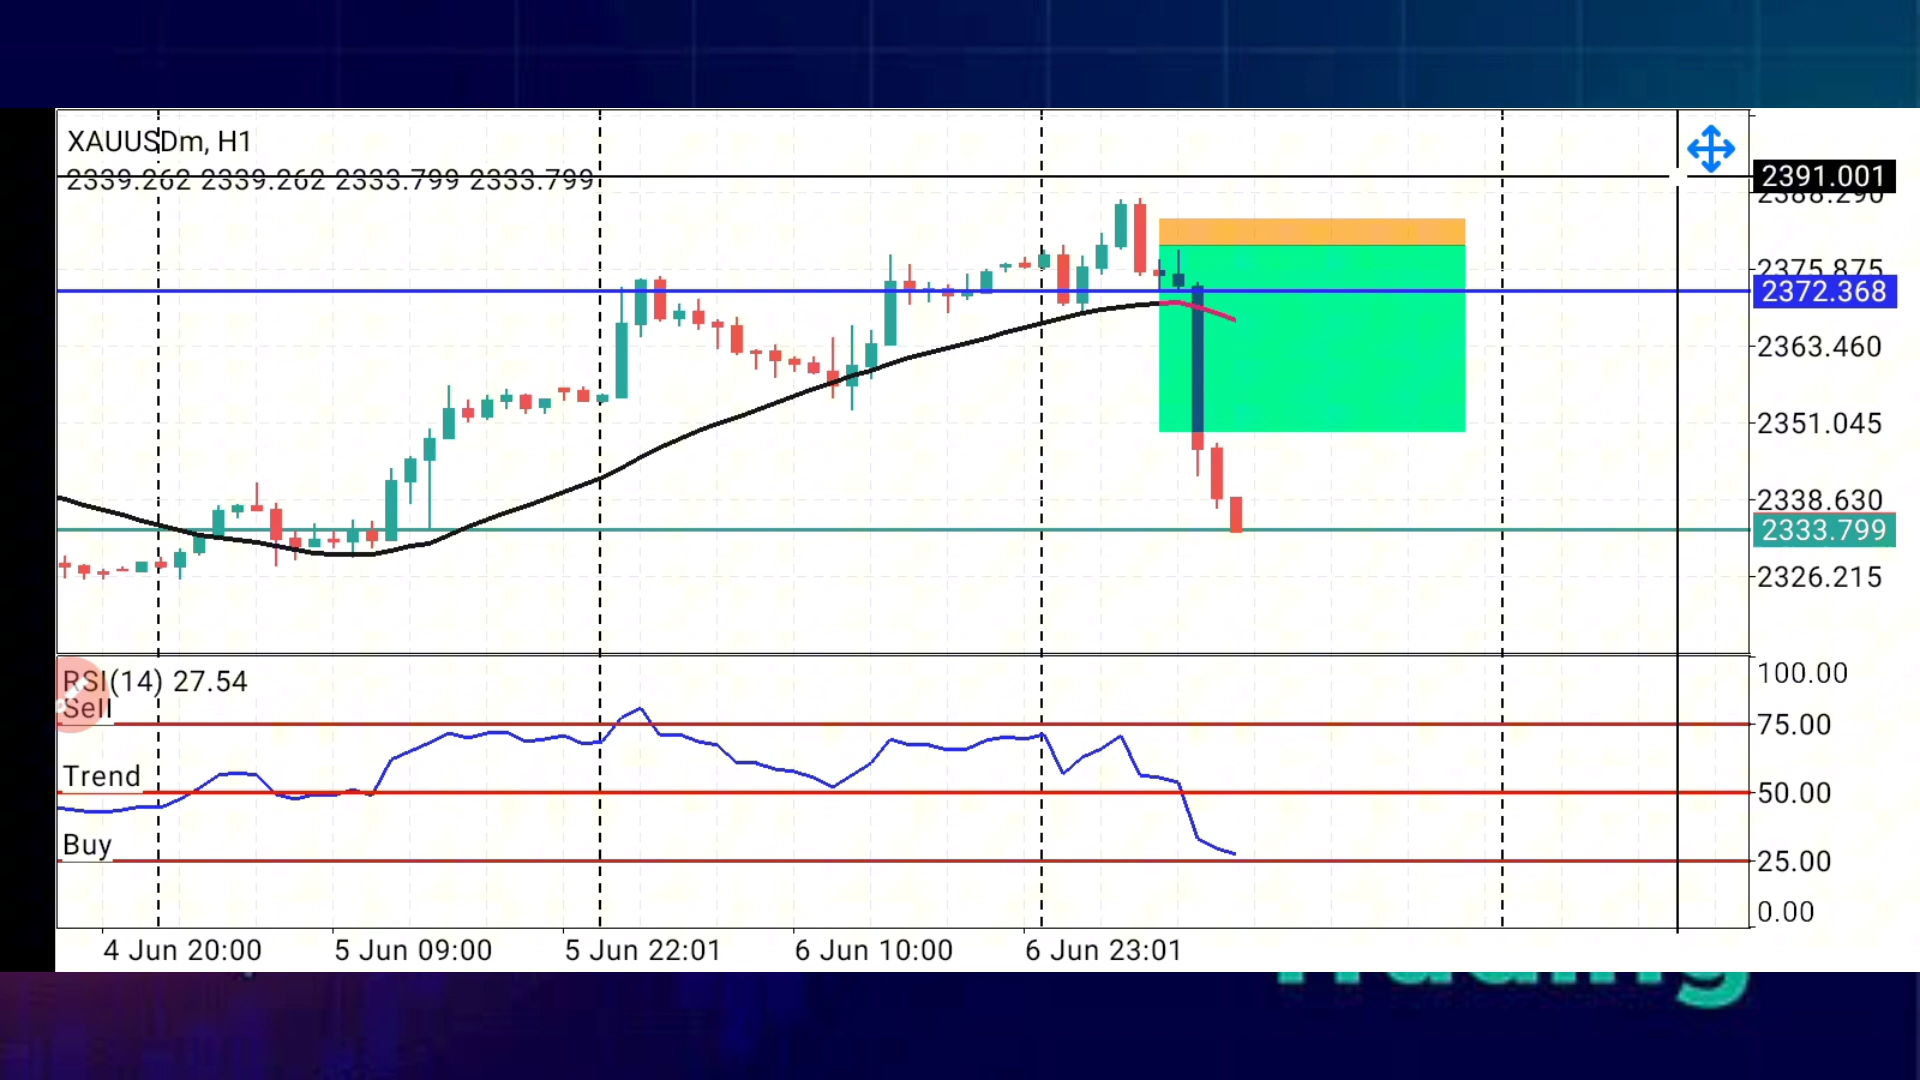 XAUUSDm, H1
2339.262 2339.262 2333.799 2333.799
2391.001
2388.290
2375.875
2372.368
2363.460
2351.045
2338.630
2333.799
2326.215
RSI(14) 27.54
Sell
Trend
Buy
100.00
75.00
50.00
25.00
0.00
4 Jun 20:00 5 Jun 09:00 5 Jun 22:01 6 Jun 10:00 6 Jun 23:01
Trading